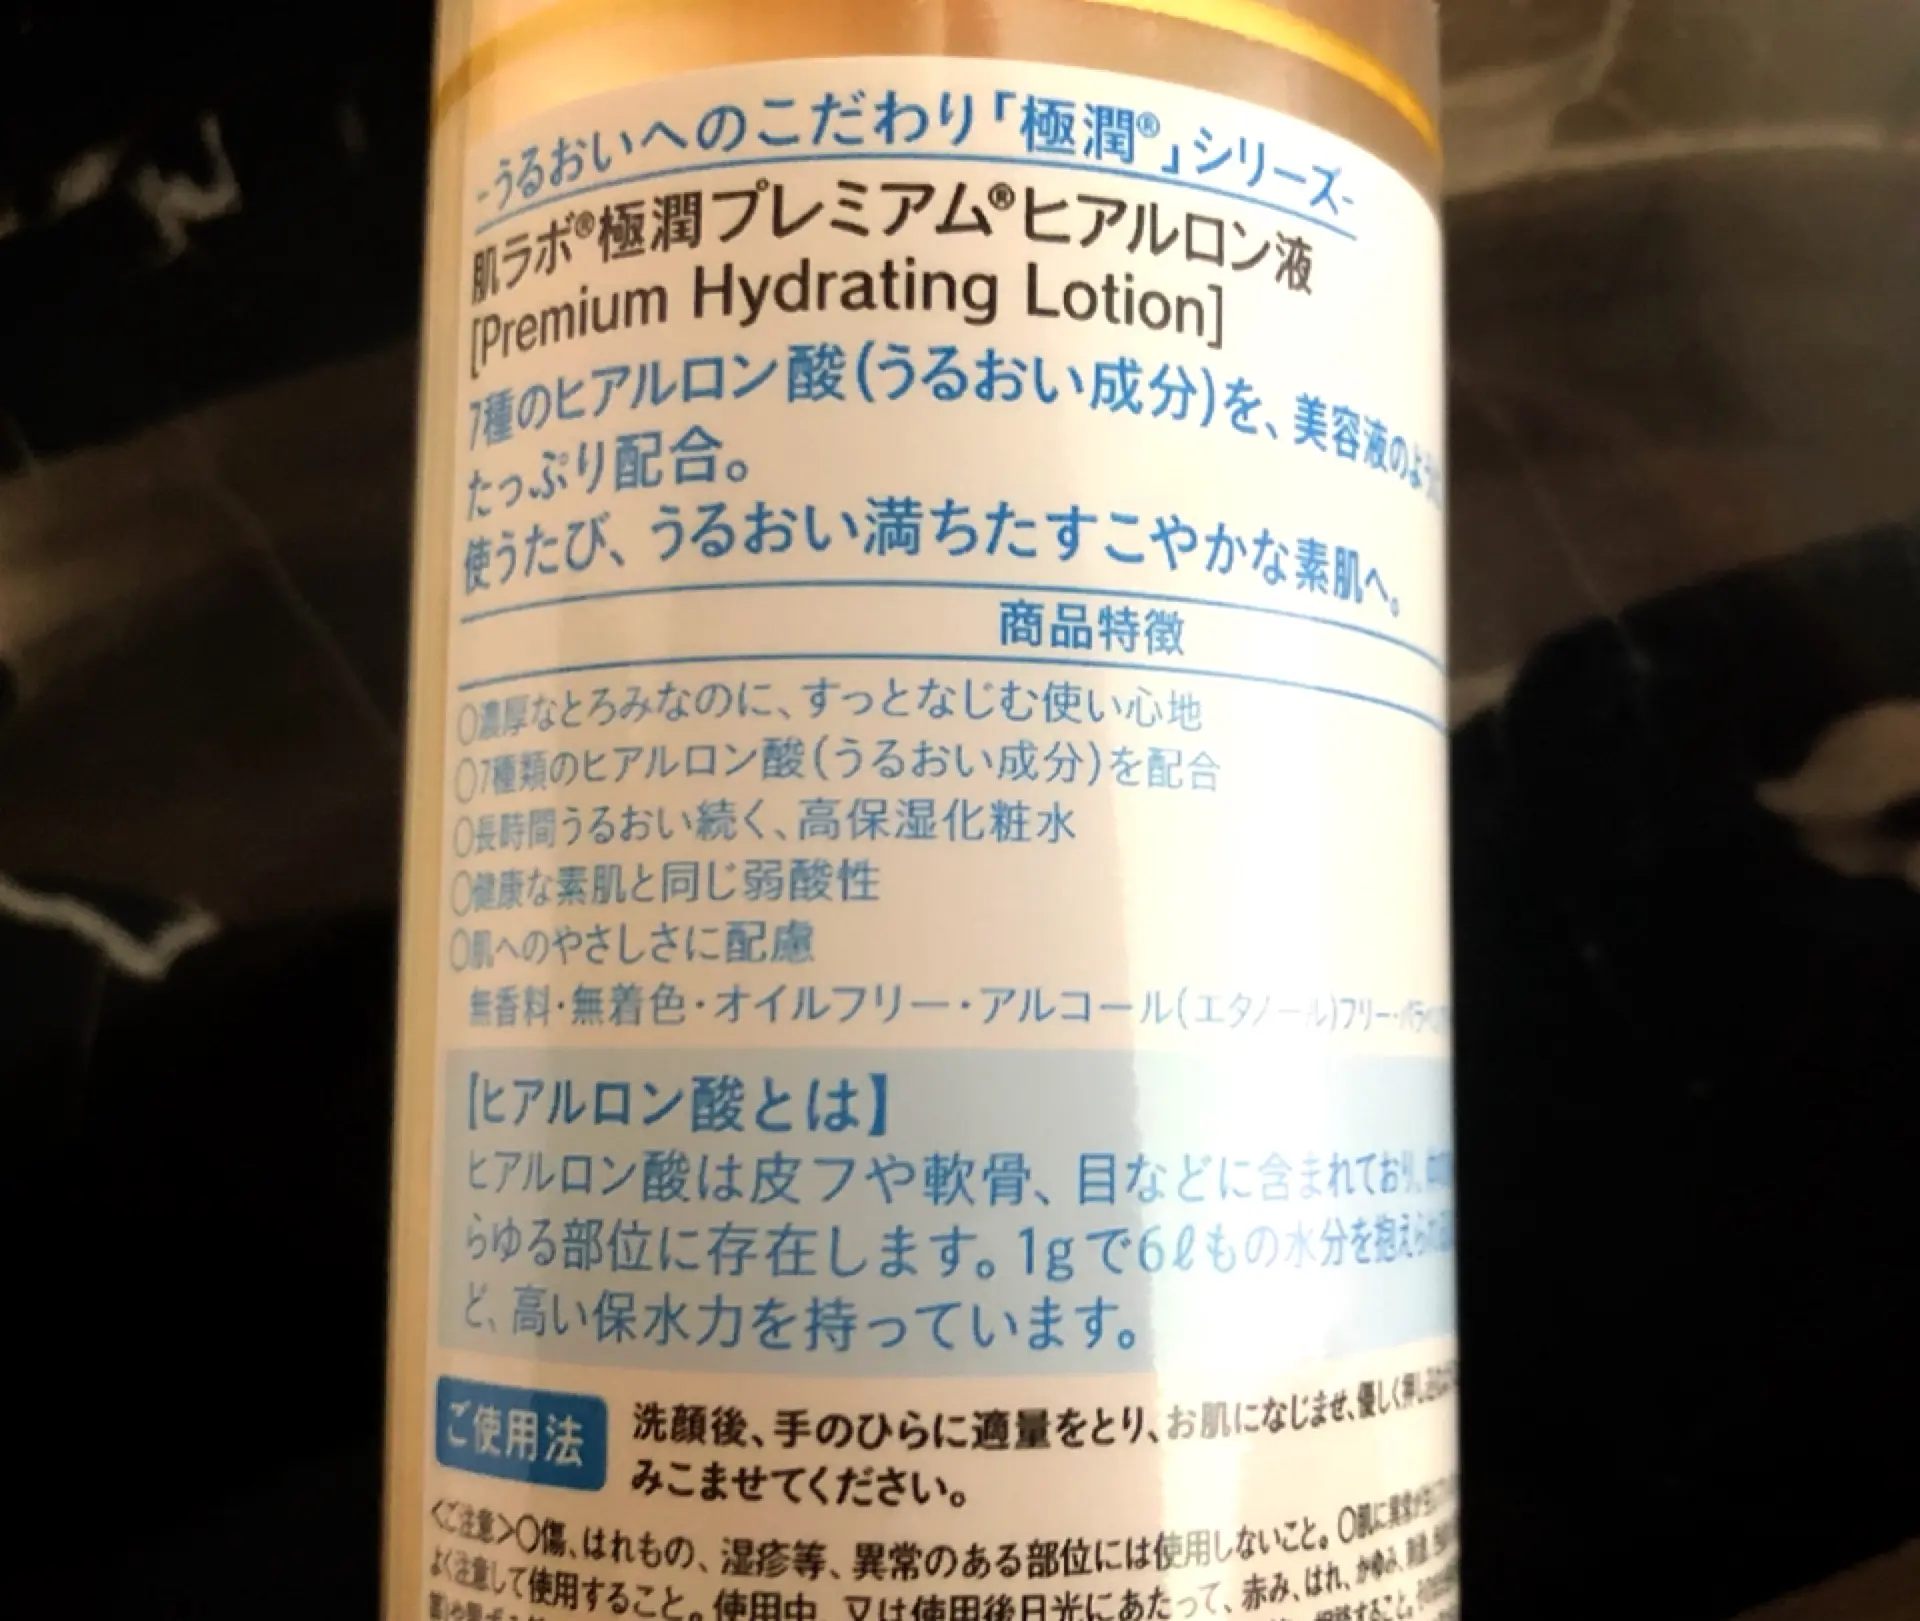 -うるおいへのこだわり「極潤®」シリーズ-
肌ラボ®極潤プレミアム®ヒアルロン液
[Premium Hydrating Lotion]
7種のヒアルロン酸(うるおい成分)を、美容液のよう
たっぷり配合。
使うたび、うるおい満ちたすこやかな素肌へ。
商品特徴
○濃厚なとろみなのに、すっとなじむ使い心地
○7種類のヒアルロン酸(うるおい成分)を配合
○長時間うるおい続く、高保湿化粧水
○健康な素肌と同じ弱酸性
○肌へのやさしさに配慮
無香料・無着色・オイルフリー・アルコール(エタノール)フリー・パラベ
【ヒアルロン酸とは】
ヒアルロン酸は皮フや軟骨、目などに含まれており、
らゆる部位に存在します。1gで6ℓもの水分を抱えられ
ど、高い保水力を持っています。
ご使用法
洗顔後、手のひらに適量をとり、お肌になじませ、優しく押し込
みこませてください。
<ご注意>○傷、はれもの、湿疹等、異常のある部位には使用しないこと。○肌に異常が
よく注意して使用すること。使用中、又は使用後日光にあたって、赤み、はれ、かゆみ、刺激、